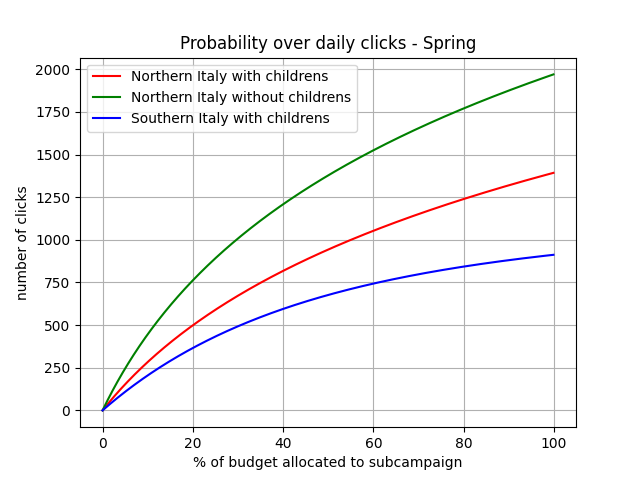 Probability over daily clicks - Spring
Northern Italy with childrens
Northern Italy without childrens
Southern Italy with childrens
number of clicks
2000
1750
1500
1250
1000
750
500
250
0
0 20 40 60 80 100
% of budget allocated to subcampaign